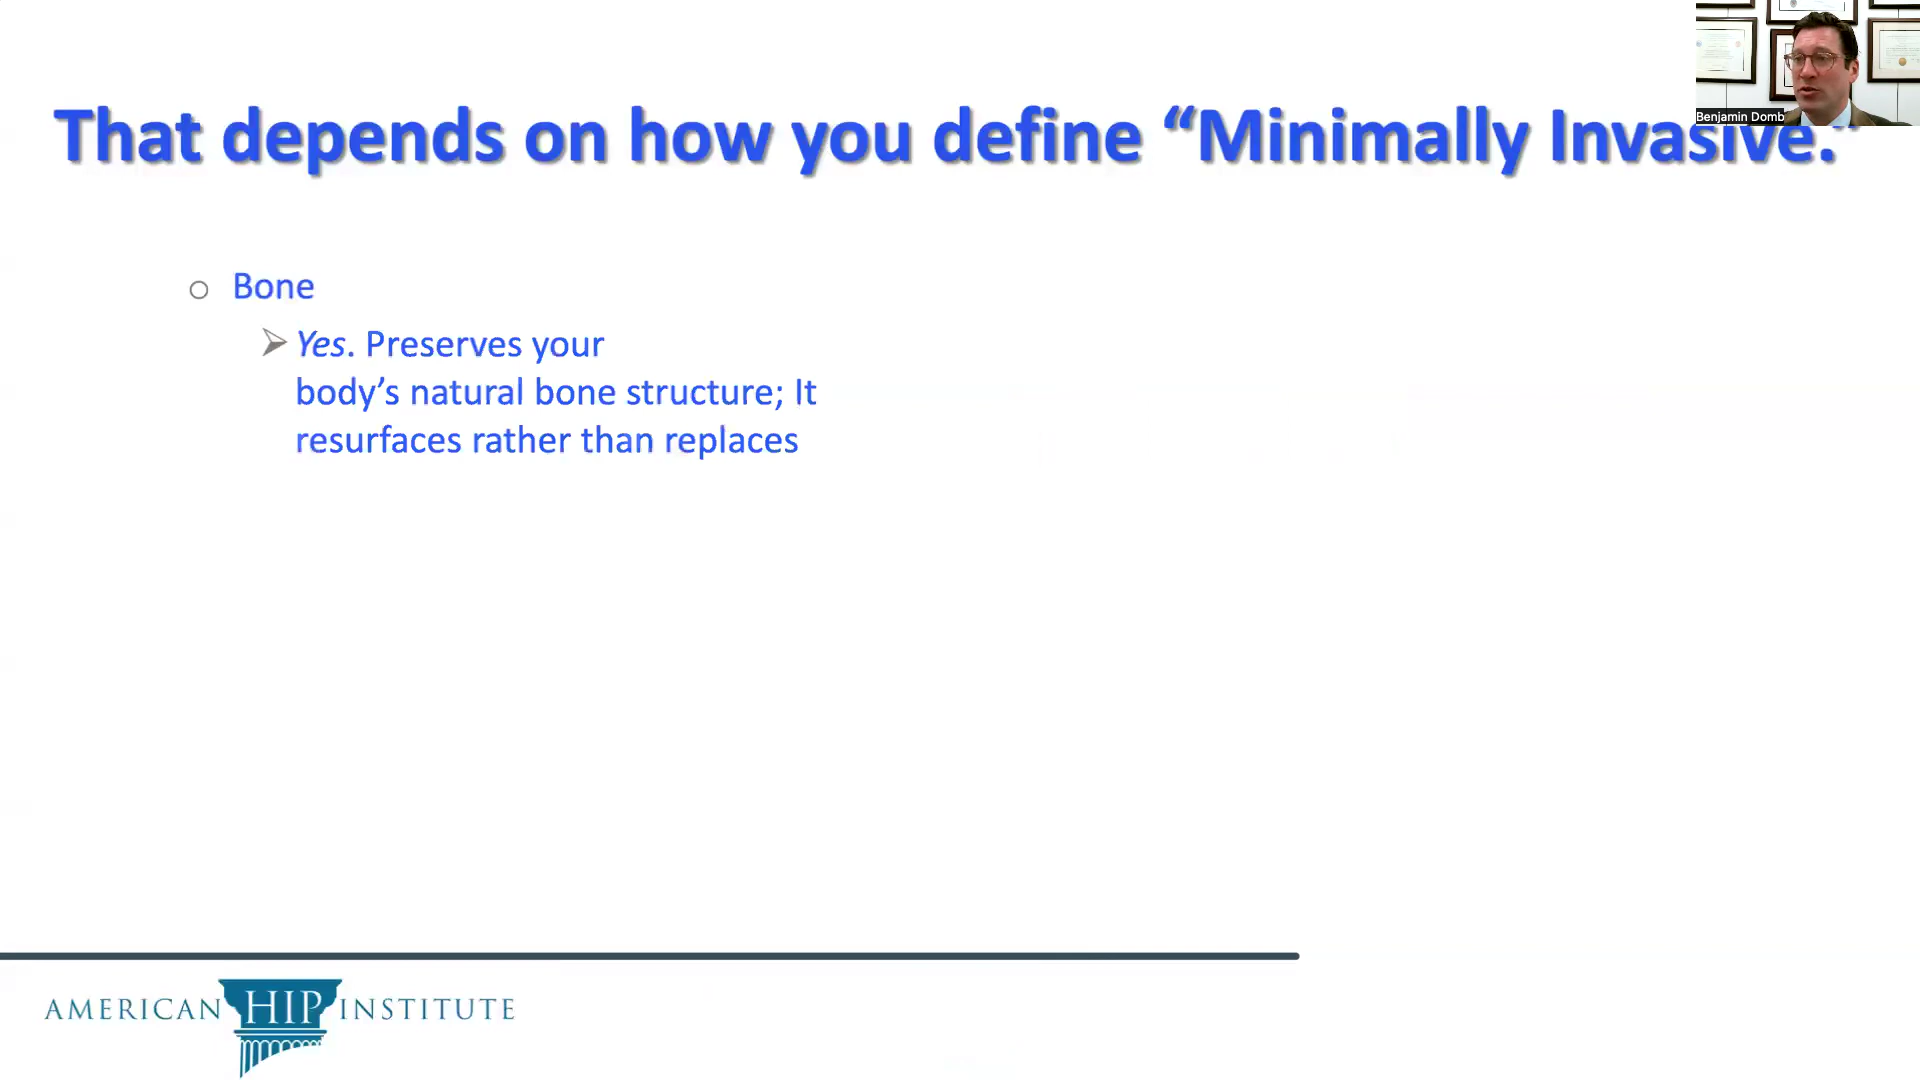 That depends on how you define “Minimally Invasive.”
Benjamin Domb
Bone
Yes. Preserves your
body’s natural bone structure; It
resurfaces rather than replaces
AMERICAN HIP INSTITUTE